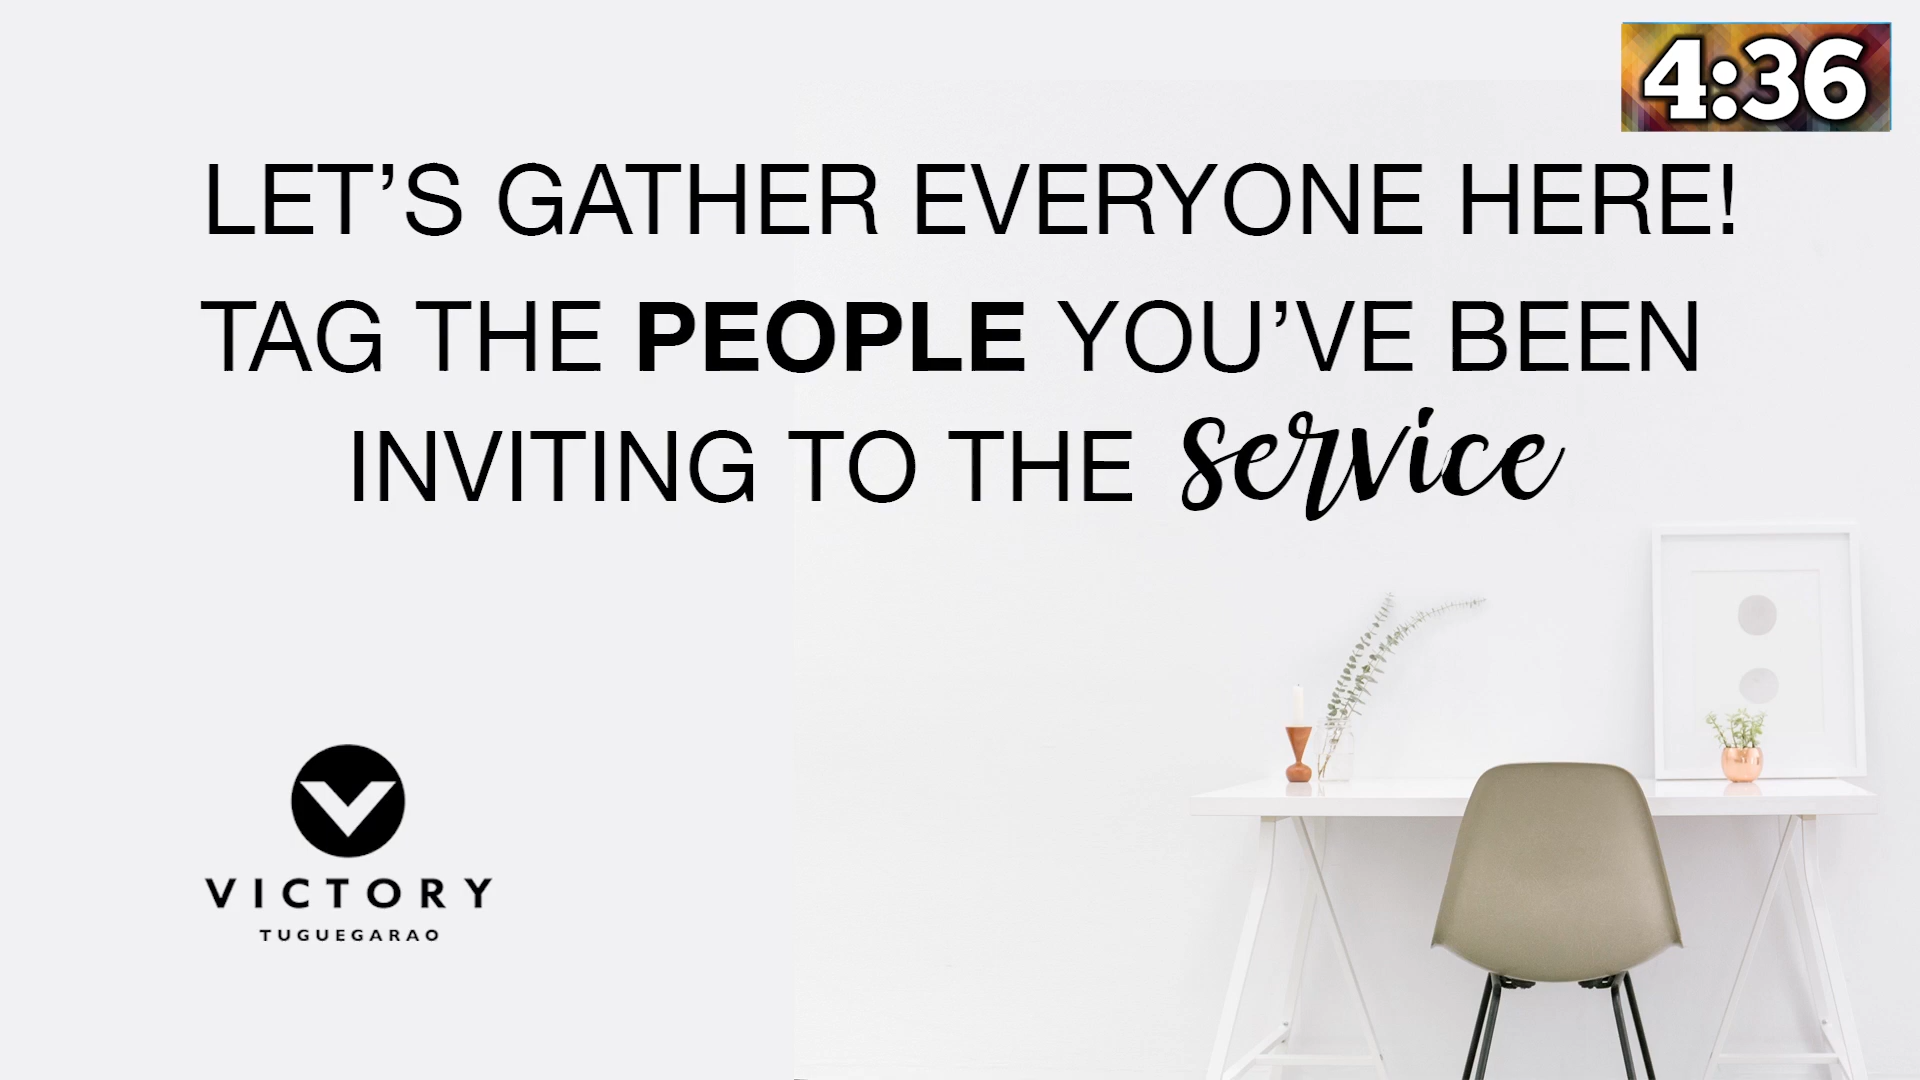 4:36
LET’S GATHER EVERYONE HERE!
TAG THE PEOPLE YOU’VE BEEN
INVITING TO THE service
VICTORY
TUGUEGARAO